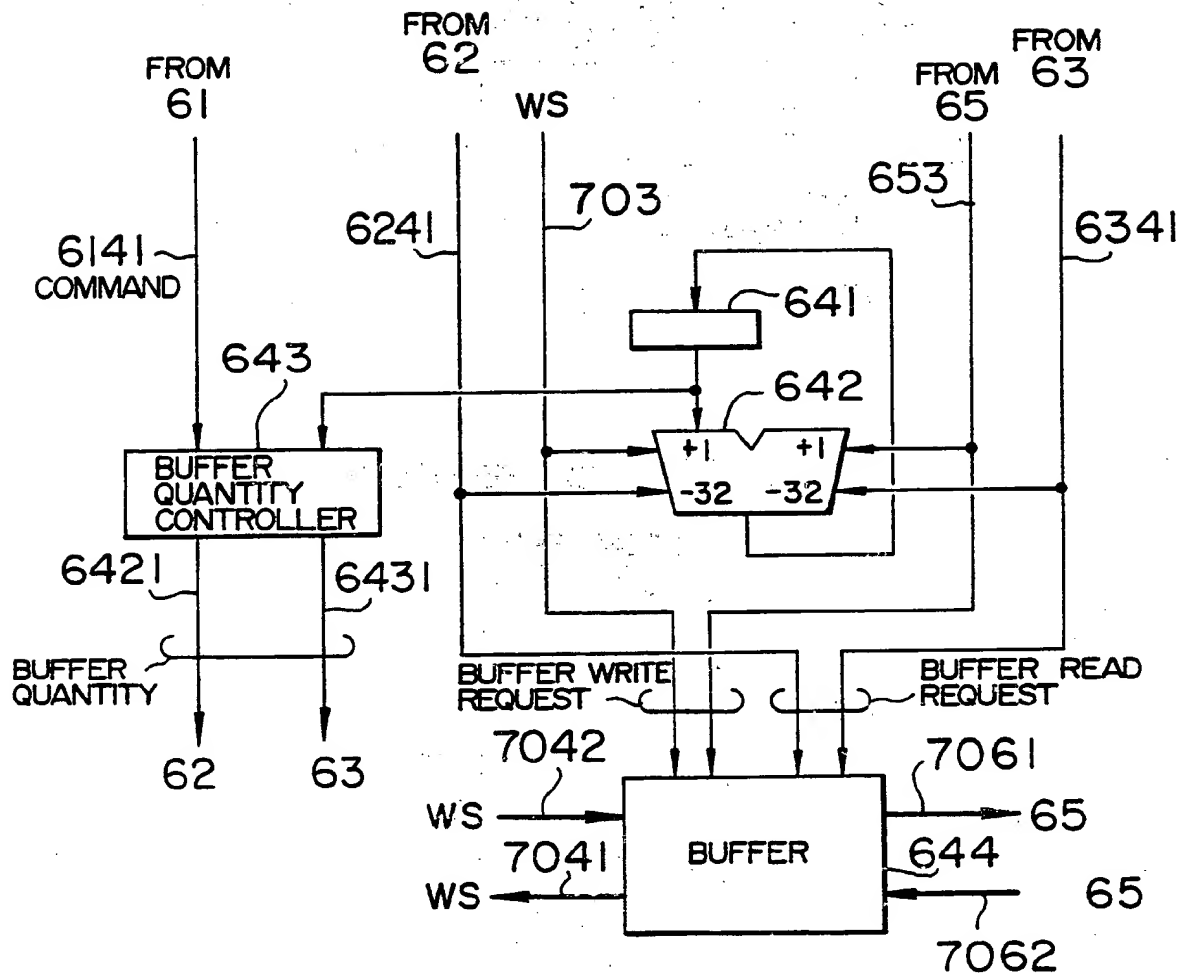 FROM
62
FROM
63
FROM
61
FROM
65
WS
703
653
6241
6341
6141
COMMAND
641
643
642
+1
+1
-32
-32
BUFFER
QUANTITY
CONTROLLER
6421
6431
BUFFER
QUANTITY
BUFFER WRITE
REQUEST
BUFFER READ
REQUEST
62
63
7042
7061
WS
65
BUFFER
7041
644
WS
65
7062